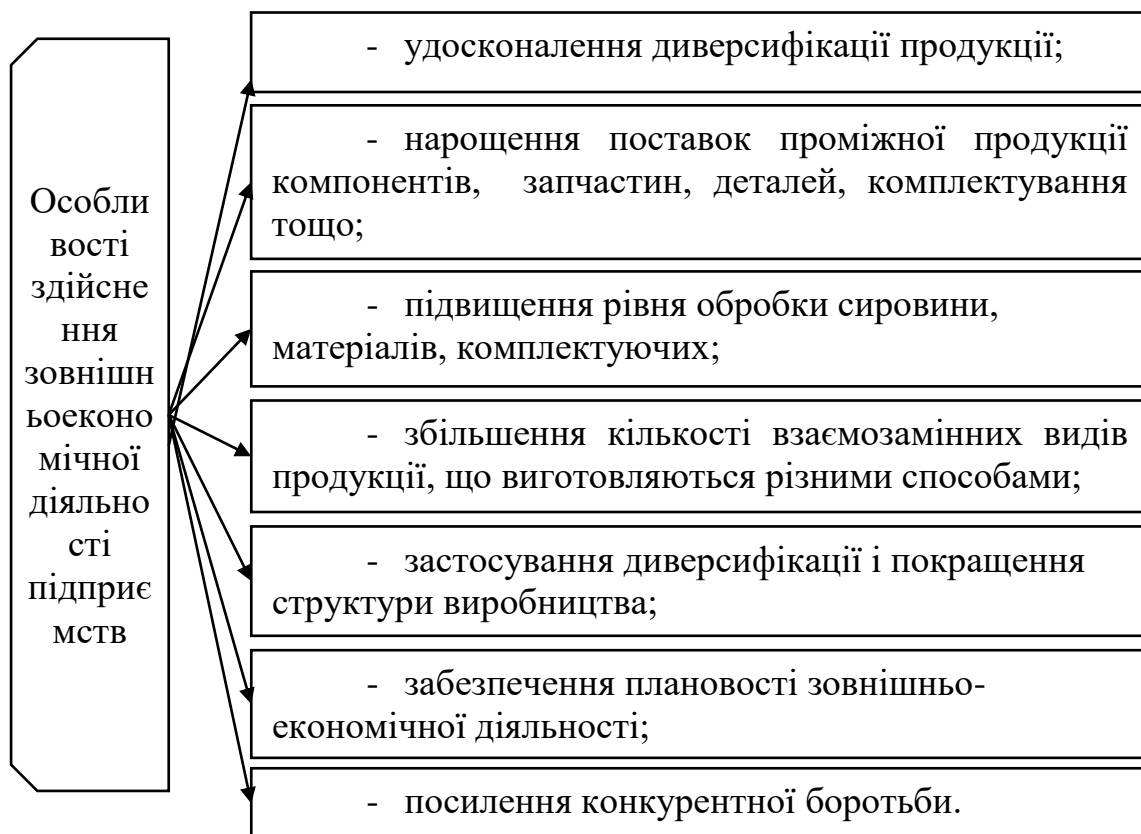 Особли
вості
здійсне
ння
зовнішн
ьоеконо
мічної
діяльно
сті
підприє
мств
- удосконалення диверсифікації продукції;
- нарощення поставок проміжної продукції
компонентів, запчастин, деталей, комплектування
тощо;
- підвищення рівня обробки сировини,
матеріалів, комплектуючих;
- збільшення кількості взаємозамінних видів
продукції, що виготовляються різними способами;
- застосування диверсифікації і покращення
структури виробництва;
- забезпечення плановості зовнішньо-
економічної діяльності;
- посилення конкурентної боротьби.